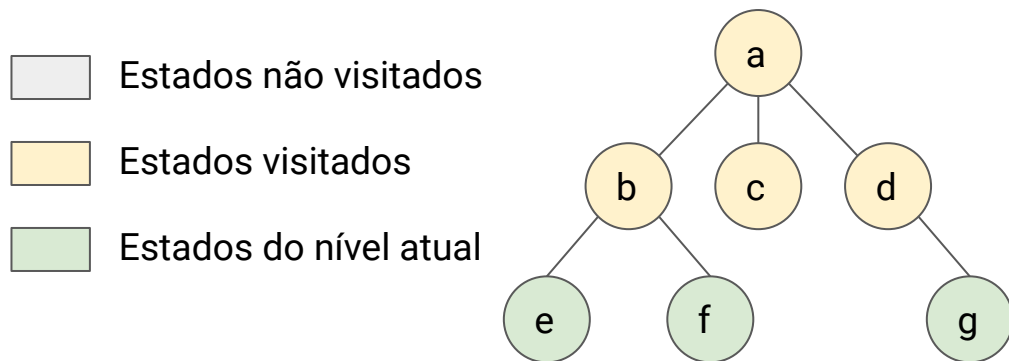 Estados não visitados
Estados visitados
Estados do nível atual
a
b c d
e f g